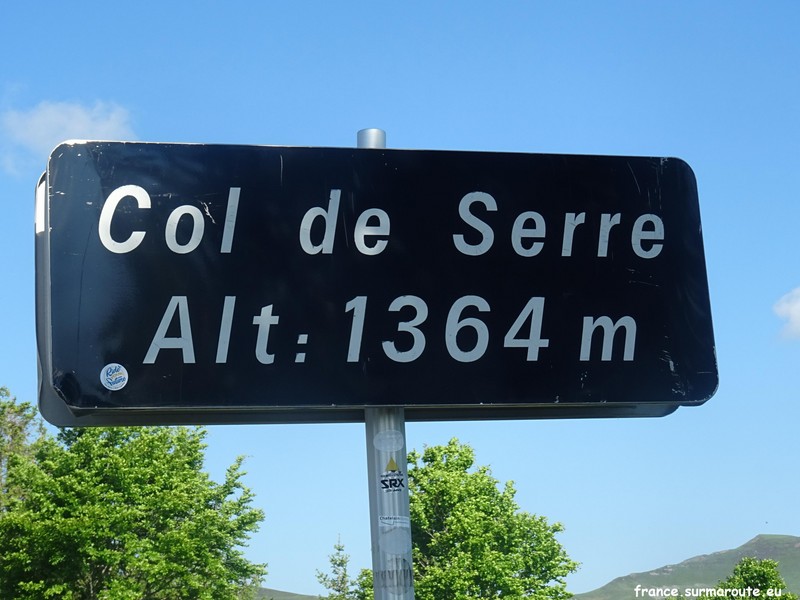 Col de Serre
Alt: 1364 m
SRX
france.surmaroute.eu